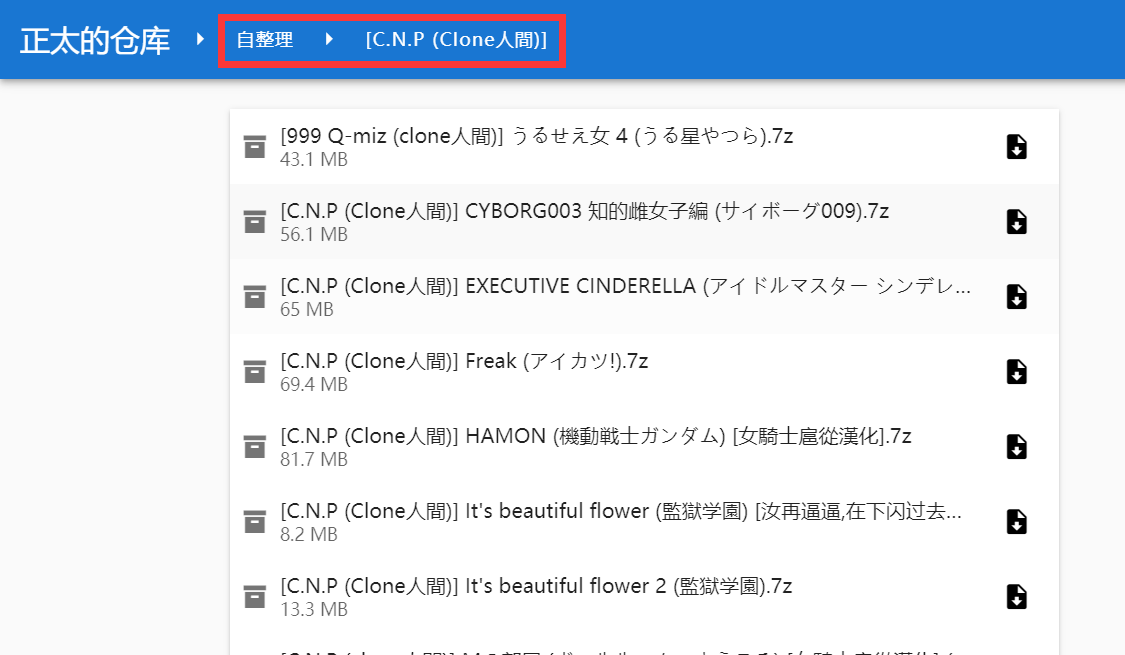 正太的仓库 自整理 [C.N.P (Clone人間)]
[999 Q-miz (clone人間)] うるせえ女 4 (うる星やつら).7z
43.1 MB
[C.N.P (Clone人間)] CYBORG003 知的雌女子編 (サイボーグ009).7z
56.1 MB
[C.N.P (Clone人間)] EXECUTIVE CINDERELLA (アイドルマスター シンデレ...
65 MB
[C.N.P (Clone人間)] Freak (アイカツ!).7z
69.4 MB
[C.N.P (Clone人間)] HAMON (機動戦士ガンダム) [女騎士扈從漢化].7z
81.7 MB
[C.N.P (Clone人間)] It's beautiful flower (監獄学園) [汝再逼逼,在下闪过去...
8.2 MB
[C.N.P (Clone人間)] It's beautiful flower 2 (監獄学園).7z
13.3 MB